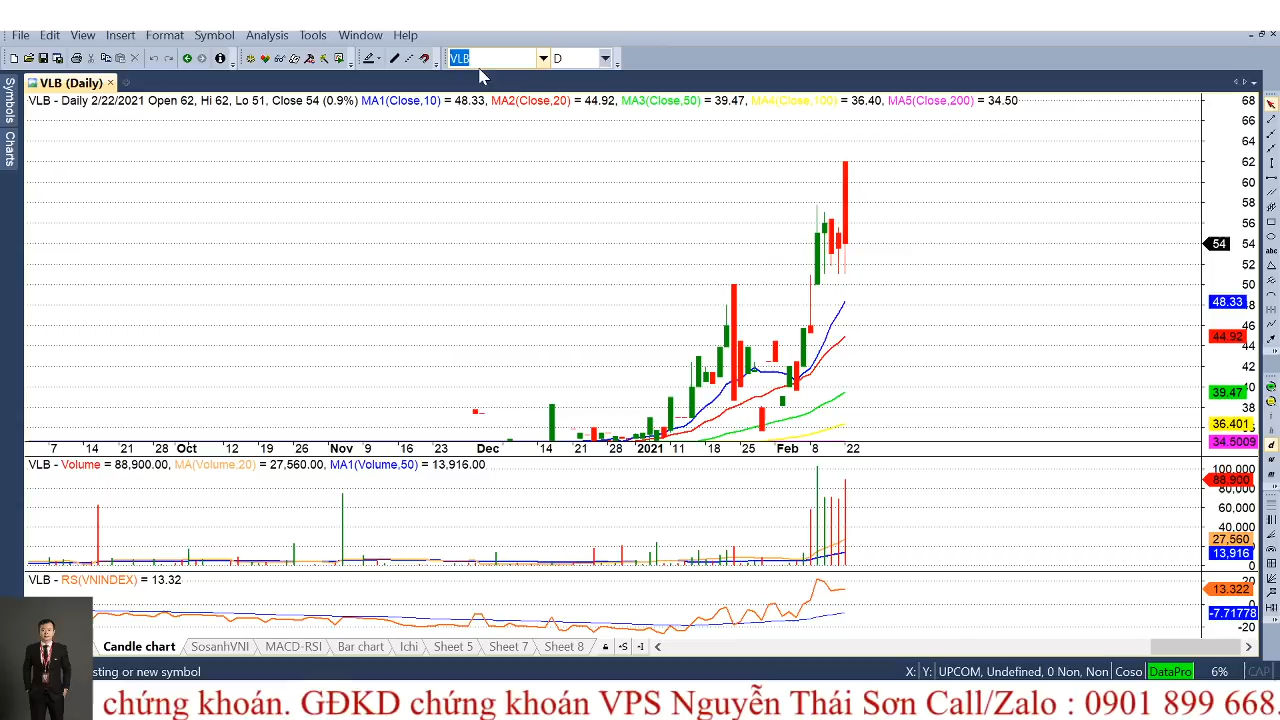 File Edit View Insert Format Symbol Analysis Tools Window Help
VLB D
VLB (Daily)
Symbols
Charts
VLB - Daily 2/22/2021 Open 62, Hi 62, Lo 51, Close 54 (0.9%) MA1(Close,10) = 48.33, MA2(Close,20) = 44.92, MA3(Close,50) = 39.47, MA4(Close,100) = 36.40, MA5(Close,200) = 34.50
68
66
64
62
60
58
56
54
52
50
48.33
46
44.92
44
42
40
39.47
38
36.401
34.5009
7 14 21 28 Oct 12 19 26 Nov 9 16 23 Dec 14 21 28 2021 11 18 25 Feb 8 22
VLB - Volume = 88,900.00, MA(Volume,20) = 27,560.00, MA1(Volume,50) = 13,916.00
100,000
88,900
80,000
60,000
40,000
27,560
13,916
0
VLB - RS(VNINDEX) = 13.32
20
13.322
0
-7.71778
-20
Candle chart SosanhVNI MACD-RSI Bar chart Ichi Sheet 5 Sheet 7 Sheet 8
sting or new symbol X: Y: UPCOM, Undefined, 0 Non, Non Coso DataPro 6% CAP
chứng khoán. GĐKD chứng khoán VPS Nguyễn Thái Sơn Call/Zalo : 0901 899 668.